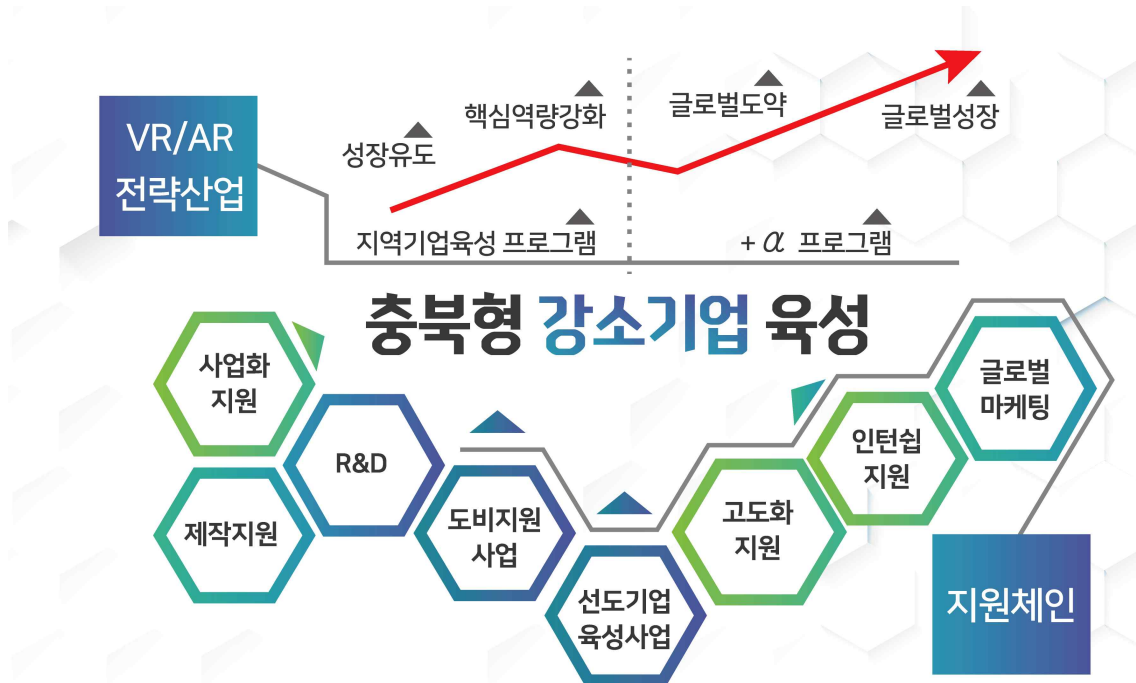 VR/AR
전략산업
성장유도
핵심역량강화
글로벌도약
글로벌성장
지역기업육성 프로그램
+ α 프로그램
충북형 강소기업 육성
사업화
지원
제작지원
R&D
도비지원
사업
선도기업
육성사업
고도화
지원
인턴쉽
지원
글로벌
마케팅
지원체인